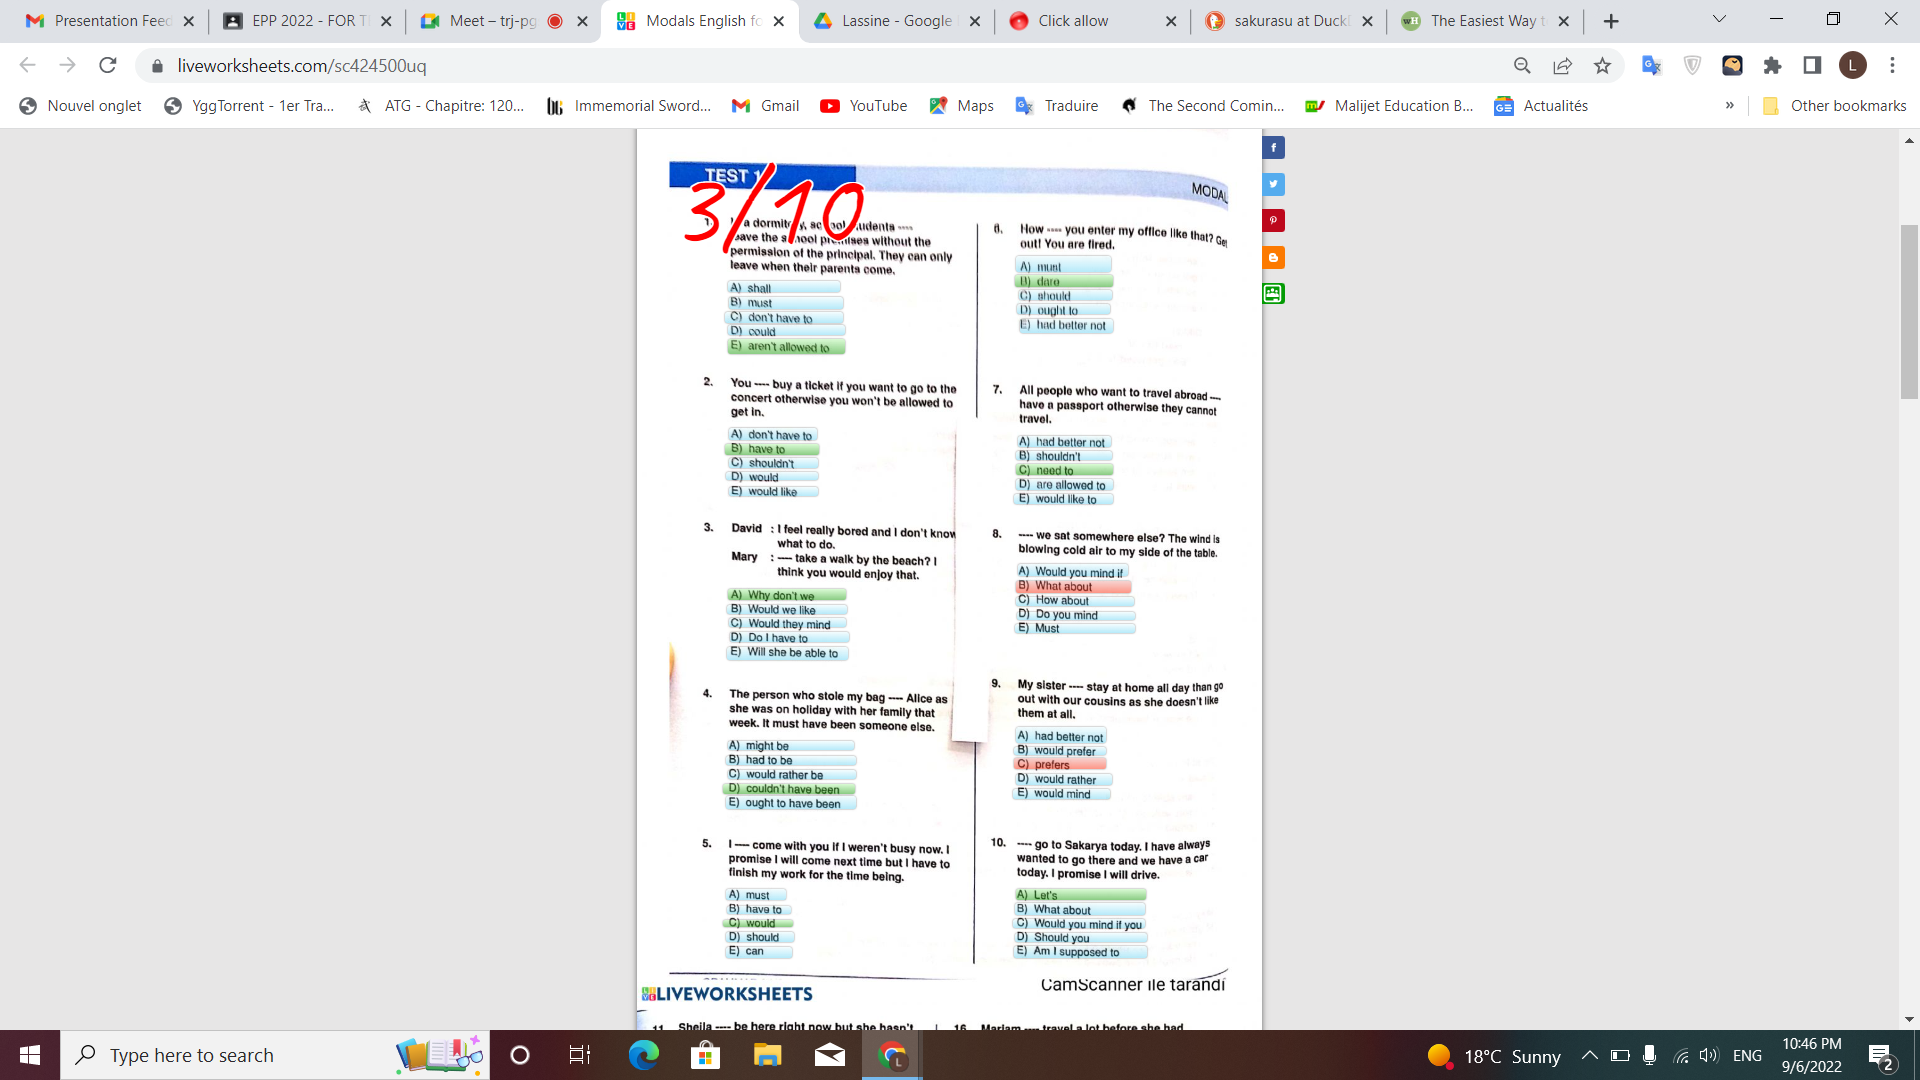 Presentation Feed
EPP 2022 - FOR T
Meet – trj-pg
Modals English fo
Lassine - Google
Click allow
sakurasu at Duck
The Easiest Way t
liveworksheets.com/sc424500uq
L
Nouvel onglet
YggTorrent - 1er Tra...
ATG - Chapitre: 120...
Immemorial Sword...
Gmail
YouTube
Maps
Traduire
The Second Comin...
Malijet Education B...
Actualités
»
Other bookmarks
TEST 1
3/10
MODAL
1. a dormitory, school students ----
leave the school premises without the
permission of the principal. They can only
leave when their parents come.
A) shall
B) must
C) don't have to
D) could
E) aren't allowed to
2. You ---- buy a ticket if you want to go to the
concert otherwise you won't be allowed to
get in.
A) don't have to
B) have to
C) shouldn't
D) would
E) would like
3. David : I feel really bored and I don't know
what to do.
Mary : ---- take a walk by the beach? I
think you would enjoy that.
A) Why don't we
B) Would we like
C) Would they mind
D) Do I have to
E) Will she be able to
4. The person who stole my bag ---- Alice as
she was on holiday with her family that
week. It must have been someone else.
A) might be
B) had to be
C) would rather be
D) couldn't have been
E) ought to have been
5. I ---- come with you if I weren't busy now. I
promise I will come next time but I have to
finish my work for the time being.
A) must
B) have to
C) would
D) should
E) can
6. How ---- you enter my office like that? Get
out! You are fired.
A) must
B) dare
C) should
D) ought to
E) had better not
7. All people who want to travel abroad ----
have a passport otherwise they cannot
travel.
A) had better not
B) shouldn't
C) need to
D) are allowed to
E) would like to
8. ---- we sat somewhere else? The wind is
blowing cold air to my side of the table.
A) Would you mind if
B) What about
C) How about
D) Do you mind
E) Must
9. My sister ---- stay at home all day than go
out with our cousins as she doesn't like
them at all.
A) had better not
B) would prefer
C) prefers
D) would rather
E) would mind
10. ---- go to Sakarya today. I have always
wanted to go there and we have a car
today. I promise I will drive.
A) Let's
B) What about
C) Would you mind if you
D) Should you
E) Am I supposed to
CamScanner ile tarandı
LIVEWORKSHEETS
11. Sheila ---- be here right now but she hasn't
16. Mariam ---- travel a lot before she had
Type here to search
18°C Sunny
ENG
10:46 PM
9/6/2022
2